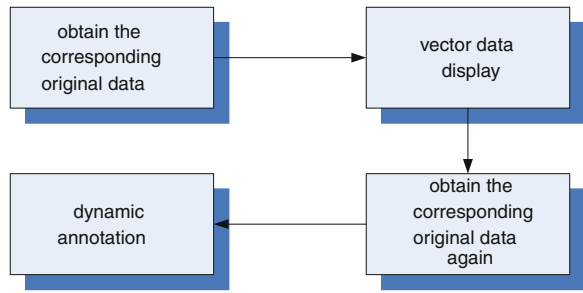 obtain the
corresponding
original data
vector data
display
obtain the
corresponding
original data
again
dynamic
annotation